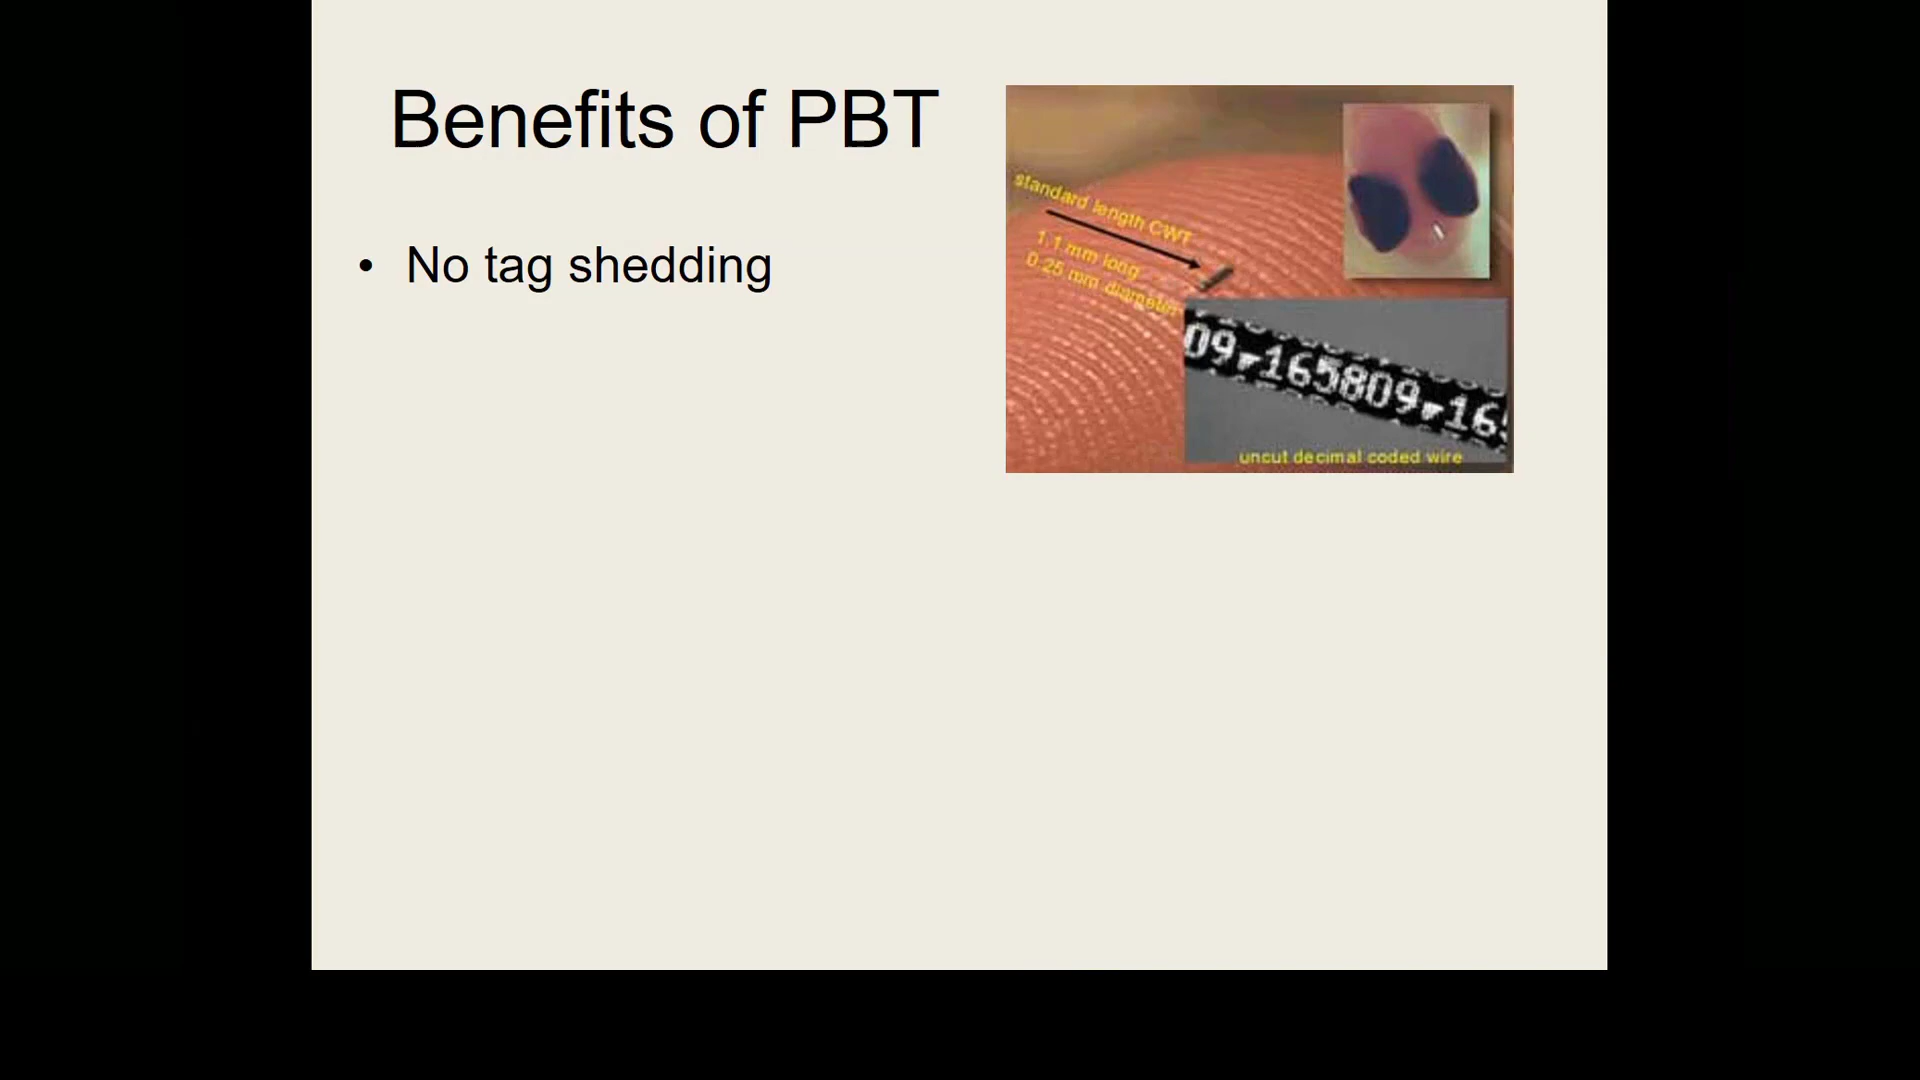 Benefits of PBT
• No tag shedding
standard length CWT
1.1 mm long
0.25 mm diameter
09 165809 16
uncut decimal coded wire